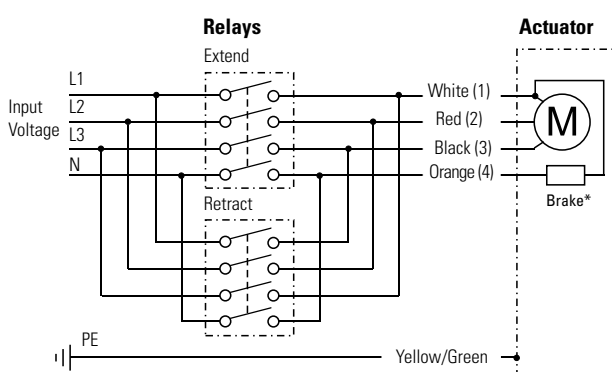 Relays
Actuator
Extend
L1
White (1)
Input
Voltage
L2
Red (2)
M
L3
Black (3)
N
Orange (4)
Brake*
Retract
PE
Yellow/Green